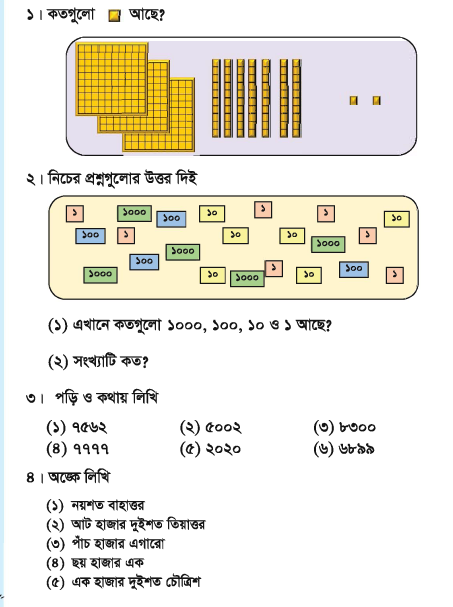 ১। কতগুলো আছে?
২। নিচের প্রশ্নগুলোর উত্তর দিই
১ ১০০০ ১০০ ১০ ১ ১ ১০
১০০ ১ ১০ ১০ ১০০০ ১
১০০ ১০০০
১০০০ ১০ ১০০০ ১ ১০ ১০০ ১
(১) এখানে কতগুলো ১০০০, ১০০, ১০ ও ১ আছে?
(২) সংখ্যাটি কত?
৩। পড়ি ও কথায় লিখি
(১) ৭৫৬২ (২) ৫০০২ (৩) ৮৩০০
(৪) ৭৭৭৭ (৫) ২০২০ (৬) ৬৮৯৯
৪। অঙ্কে লিখি
(১) নয়শত বাহাত্তর
(২) আট হাজার দুইশত তিয়াত্তর
(৩) পাঁচ হাজার এগারো
(৪) ছয় হাজার এক
(৫) এক হাজার দুইশত চৌত্রিশ